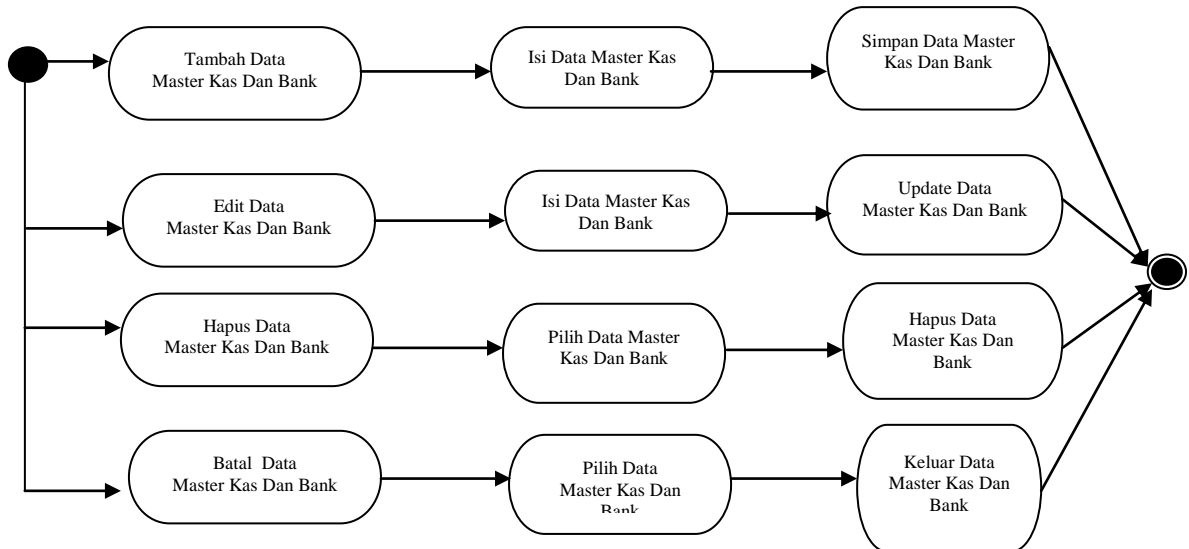 Tambah Data
Master Kas Dan Bank
Isi Data Master Kas
Dan Bank
Simpan Data Master
Kas Dan Bank
Edit Data
Master Kas Dan Bank
Isi Data Master Kas
Dan Bank
Update Data
Master Kas Dan Bank
Hapus Data
Master Kas Dan Bank
Pilih Data Master
Kas Dan Bank
Hapus Data
Master Kas Dan
Bank
Batal Data
Master Kas Dan Bank
Pilih Data
Master Kas Dan
Bank
Keluar Data
Master Kas Dan
Bank